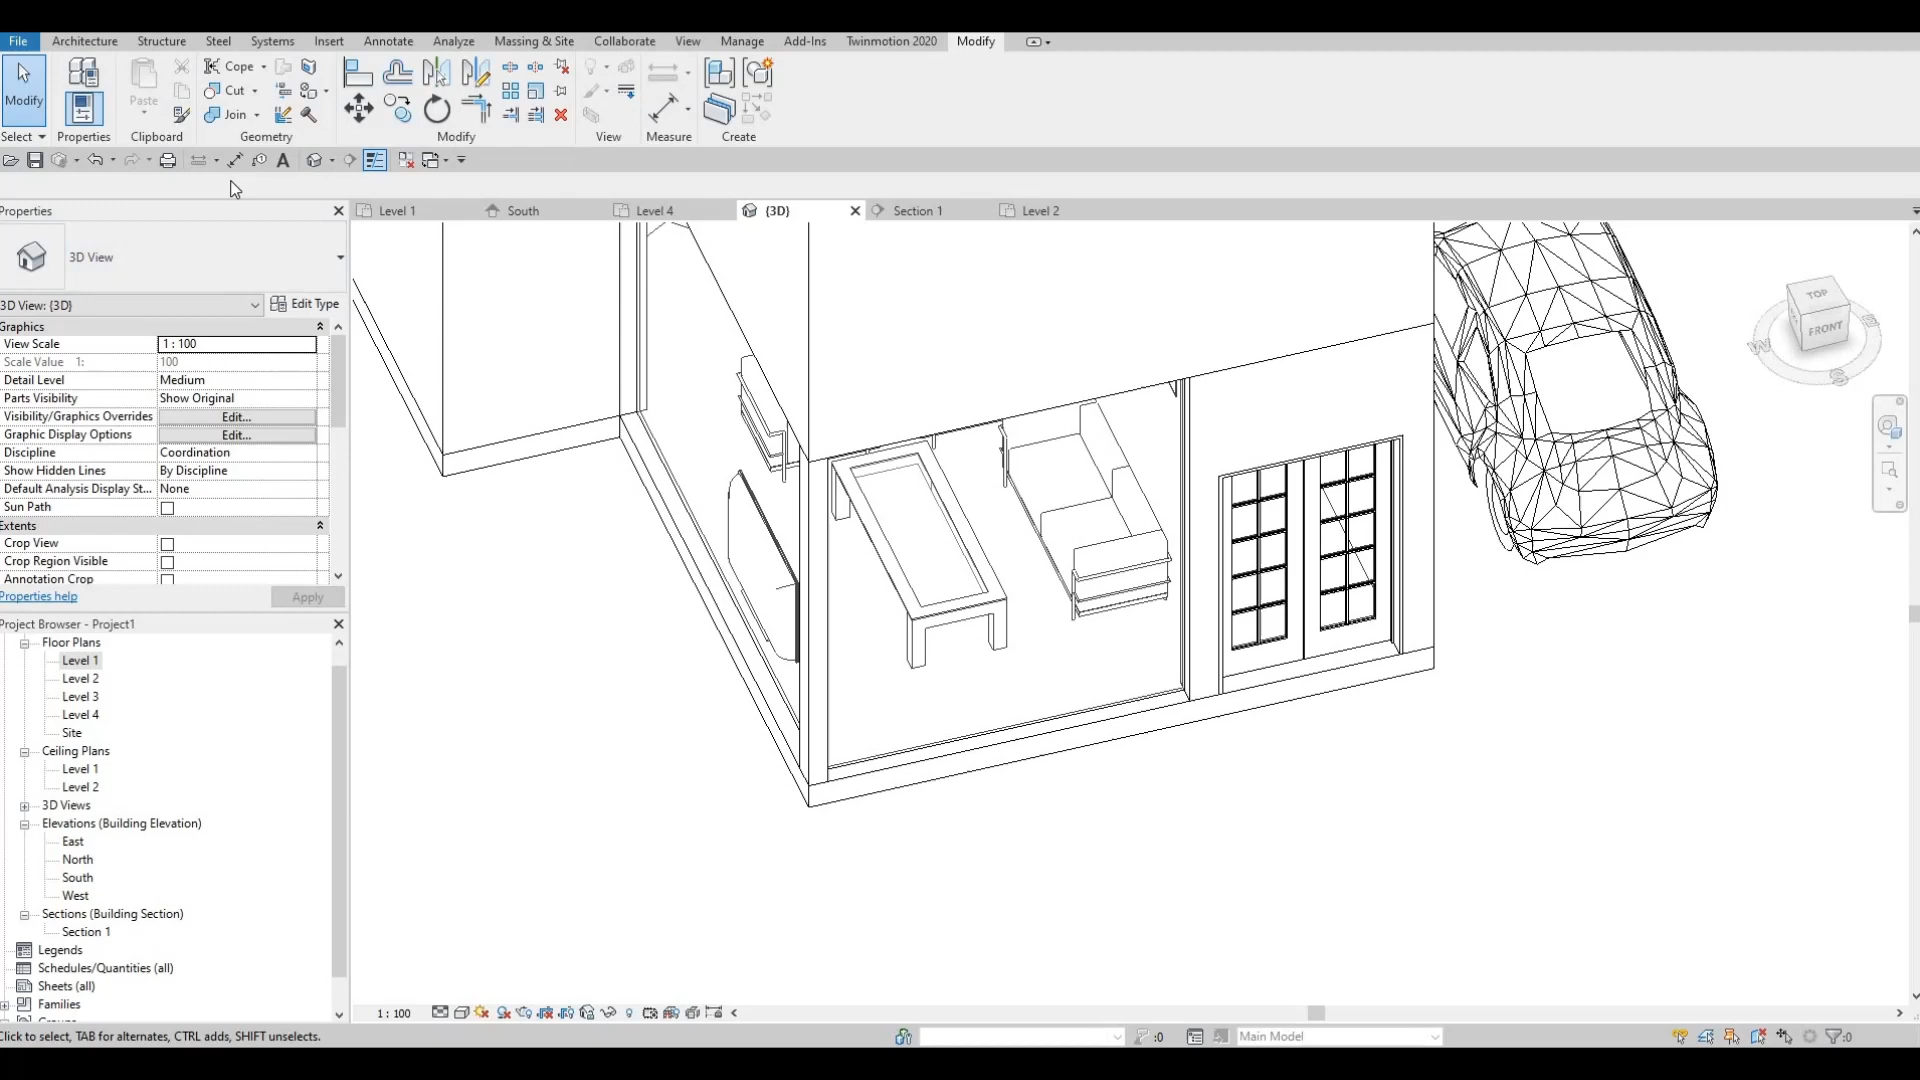 File Architecture Structure Steel Systems Insert Annotate Analyze Massing & Site Collaborate View Manage Add-Ins Twinmotion 2020 Modify
Modify
Paste
Cope
Cut
Join
Select Properties Clipboard Geometry Modify View Measure Create
A
Properties
Level 1 South Level 4 {3D} Section 1 Level 2
3D View
3D View: {3D} Edit Type
Graphics
View Scale 1 : 100
Scale Value 1: 100
Detail Level Medium
Parts Visibility Show Original
Visibility/Graphics Overrides Edit...
Graphic Display Options Edit...
Discipline Coordination
Show Hidden Lines By Discipline
Default Analysis Display St... None
Sun Path
Extents
Crop View
Crop Region Visible
Annotation Crop
Properties help Apply
TOP
FRONT
W
S
Project Browser - Project1
Floor Plans
Level 1
Level 2
Level 3
Level 4
Site
Ceiling Plans
Level 1
Level 2
3D Views
Elevations (Building Elevation)
East
North
South
West
Sections (Building Section)
Section 1
Legends
Schedules/Quantities (all)
Sheets (all)
Families
1 : 100
Click to select, TAB for alternates, CTRL adds, SHIFT unselects.
:0
Main Model
:0